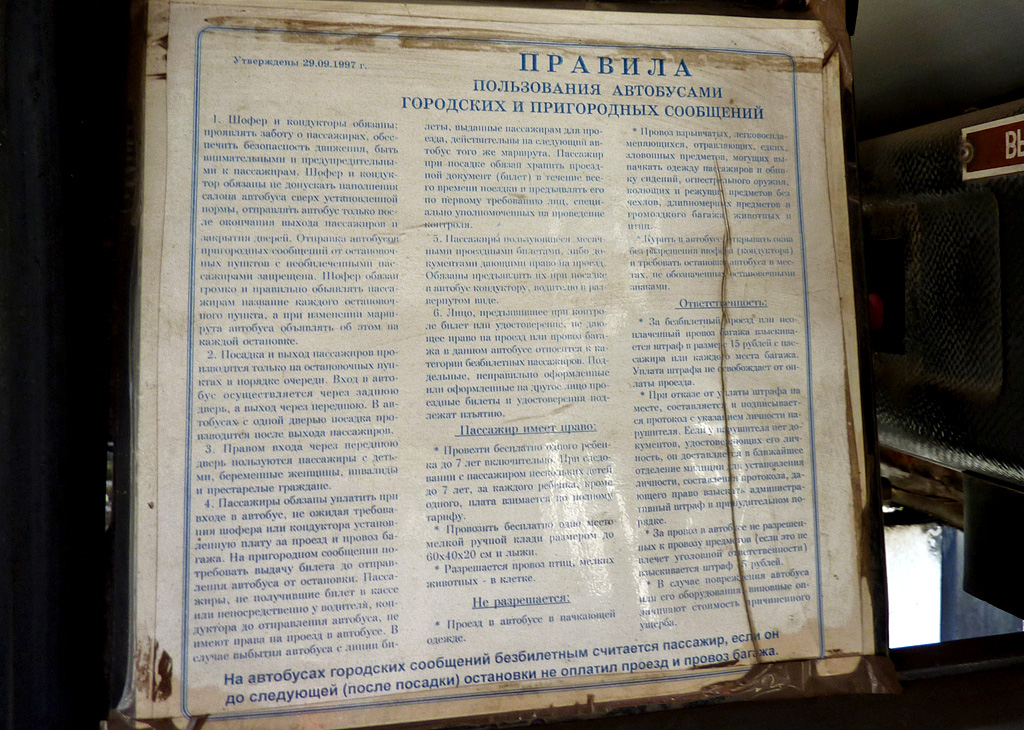 Утверждены 29.09.1997 г.
ПРАВИЛА
ПОЛЬЗОВАНИЯ АВТОБУСАМИ
ГОРОДСКИХ И ПРИГОРОДНЫХ СООБЩЕНИЙ
1. Шофер и кондукторы обязаны:
проявлять заботу о пассажирах, обес-
печить безопасность движения, быть
внимательными и предупредительны-
ми к пассажирам. Шофер и кондук-
тор обязаны не допускать наполнения
салона автобуса сверх установленной
нормы, отправлять автобус только пос-
ле окончания выхода пассажиров и
закрытия дверей. Отправка автобусов
пригородных сообщений от остановоч-
ных пунктов с необилеченными пас-
сажирами запрещена. Шофер обязан
громко и правильно объявлять пасса-
жирам название каждого остановоч-
ного пункта, а при изменении марш-
рута автобуса объявлять об этом на
каждой остановке.
2. Посадка и выход пассажиров про-
изводится только на остановочных пун-
ктах в порядке очереди. Вход в авто-
бус осуществляется через заднюю
дверь, а выход через переднюю. В ав-
тобусах с одной дверью посадка про-
изводится после выхода пассажиров.
3. Правом входа через переднюю
дверь пользуются пассажиры с деть-
ми, беременные женщины, инвалиды
и престарелые граждане.
4. Пассажиры обязаны уплатить при
входе в автобус, не ожидая требова-
ния шофера или кондуктора установ-
ленную плату за проезд и провоз ба-
гажа. На пригородном сообщении по-
требовать выдачу билета до отправ-
ления автобуса от остановки. Пасса-
жиры, не получившие билет в кассе
или непосредственно у водителя, кон-
дуктора до отправления автобуса, не
имеют права на проезд в автобусе. В
случае выбытия автобуса с линии би-
леты, выданные пассажирам для про-
езда, действительны на следующий ав-
тобус того же маршрута. Пассажир
при посадке обязан хранить проезд-
ной документ (билет) в течение все-
го времени поездки и предъявлять его
по первому требованию лиц, специ-
ально уполномоченных на проведение
контроля.
5. Пассажиры пользующиеся месяч-
ными проездными билетами, либо до-
кументами дающими право на проезд.
Обязаны предъявлять их при посадке
в автобус кондуктору, водителю в раз-
вернутом виде.
6. Лицо, предъявившее при контро-
ле билет или удостоверение, не даю-
щее право на проезд или провоз бага-
жа в данном автобусе относится к ка-
тегории безбилетных пассажиров. Под-
дельные, неправильно оформленные
или оформленные на другое лицо про-
ездные билеты и удостоверения под-
лежат изъятию.
Пассажир имеет право:
* Провезти бесплатно одного ребен-
ка до 7 лет включительно. При следо-
вании с пассажиром нескольких детей
до 7 лет, за каждого ребенка, кроме
одного, плата взимается по полному
тарифу.
* Провозить бесплатно одно место
мелкой ручной клади размером до
60х40х20 см и лыжи.
* Разрешается провоз птиц, мелких
животных - в клетке.
Не разрешается:
* Проезд в автобусе в пачкающей
одежде.
* Провоз взрывчатых, легковоспла-
меняющихся, отравляющих, едких,
зловонных предметов, могущих вы-
пачкать одежду пассажиров и обив-
ку сидений, огнестрельного оружия,
колющих и режущих предметов без
чехлов, длинномерных предметов и
громоздкого багажа, животных и
птиц.
* Курить в автобусе, открывать окна
без разрешения шофера (кондуктора)
и требовать остановки автобуса в мес-
тах, не обозначенных остановочными
знаками.
Ответственность:
* За безбилетный проезд или нео-
плаченный провоз багажа взыскива-
ется штраф в размере 15 рублей с пас-
сажира или каждого места багажа.
Уплата штрафа не освобождает от оп-
латы проезда.
* При отказе от уплаты штрафа на
месте, составляется и подписывает-
ся протокол с указанием личности на-
рушителя. Если у нарушителя нет до-
кументов, удостоверяющих его лич-
ность, он доставляется в ближайшее
отделение милиции для установления
личности, составления протокола, да-
ющего право взыскать администра-
тивный штраф в принудительном по-
рядке.
* За провоз в автобусе не разрешен-
ных к провозу предметов (если это не
влечет уголовной ответственности)
взыскивается штраф рублей.
* В случае повреждения автобуса
или его оборудования, виновные оп-
лачивают стоимость причиненного
ущерба.
На автобусах городских сообщений безбилетным считается пассажир, если он
до следующей (после посадки) остановки не оплатил проезд и провоз багажа.
ВЫ